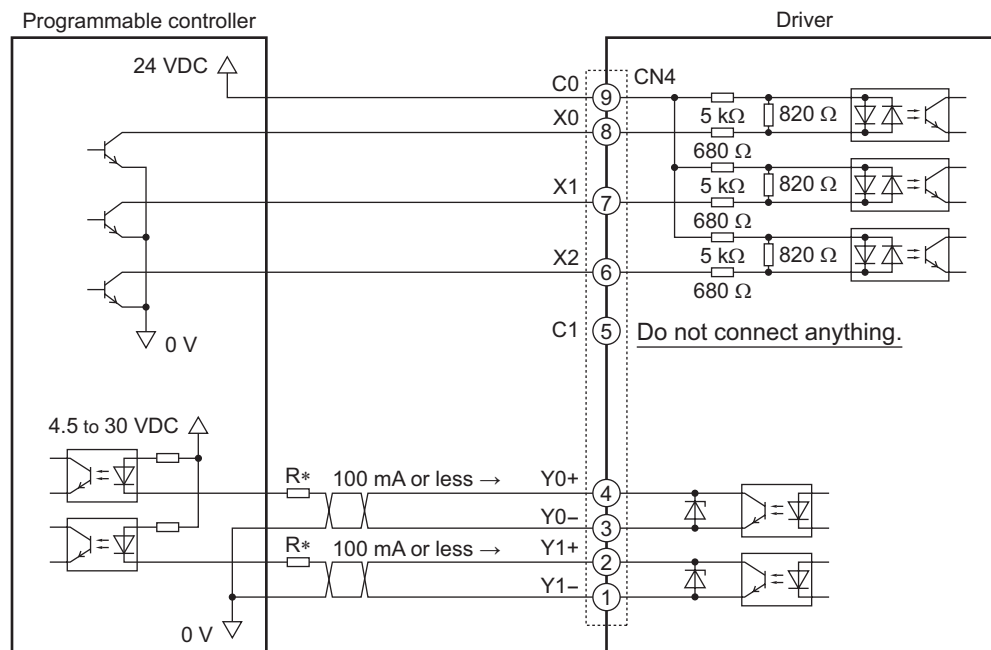 Programmable controller
Driver
24 VDC
C0
CN4
9
X0
8
5 kΩ
820 Ω
680 Ω
X1
7
5 kΩ
820 Ω
680 Ω
X2
6
5 kΩ
820 Ω
680 Ω
0 V
C1
5
Do not connect anything.
4.5 to 30 VDC
R*
100 mA or less →
Y0+
4
Y0−
3
R*
100 mA or less →
Y1+
2
Y1−
1
0 V